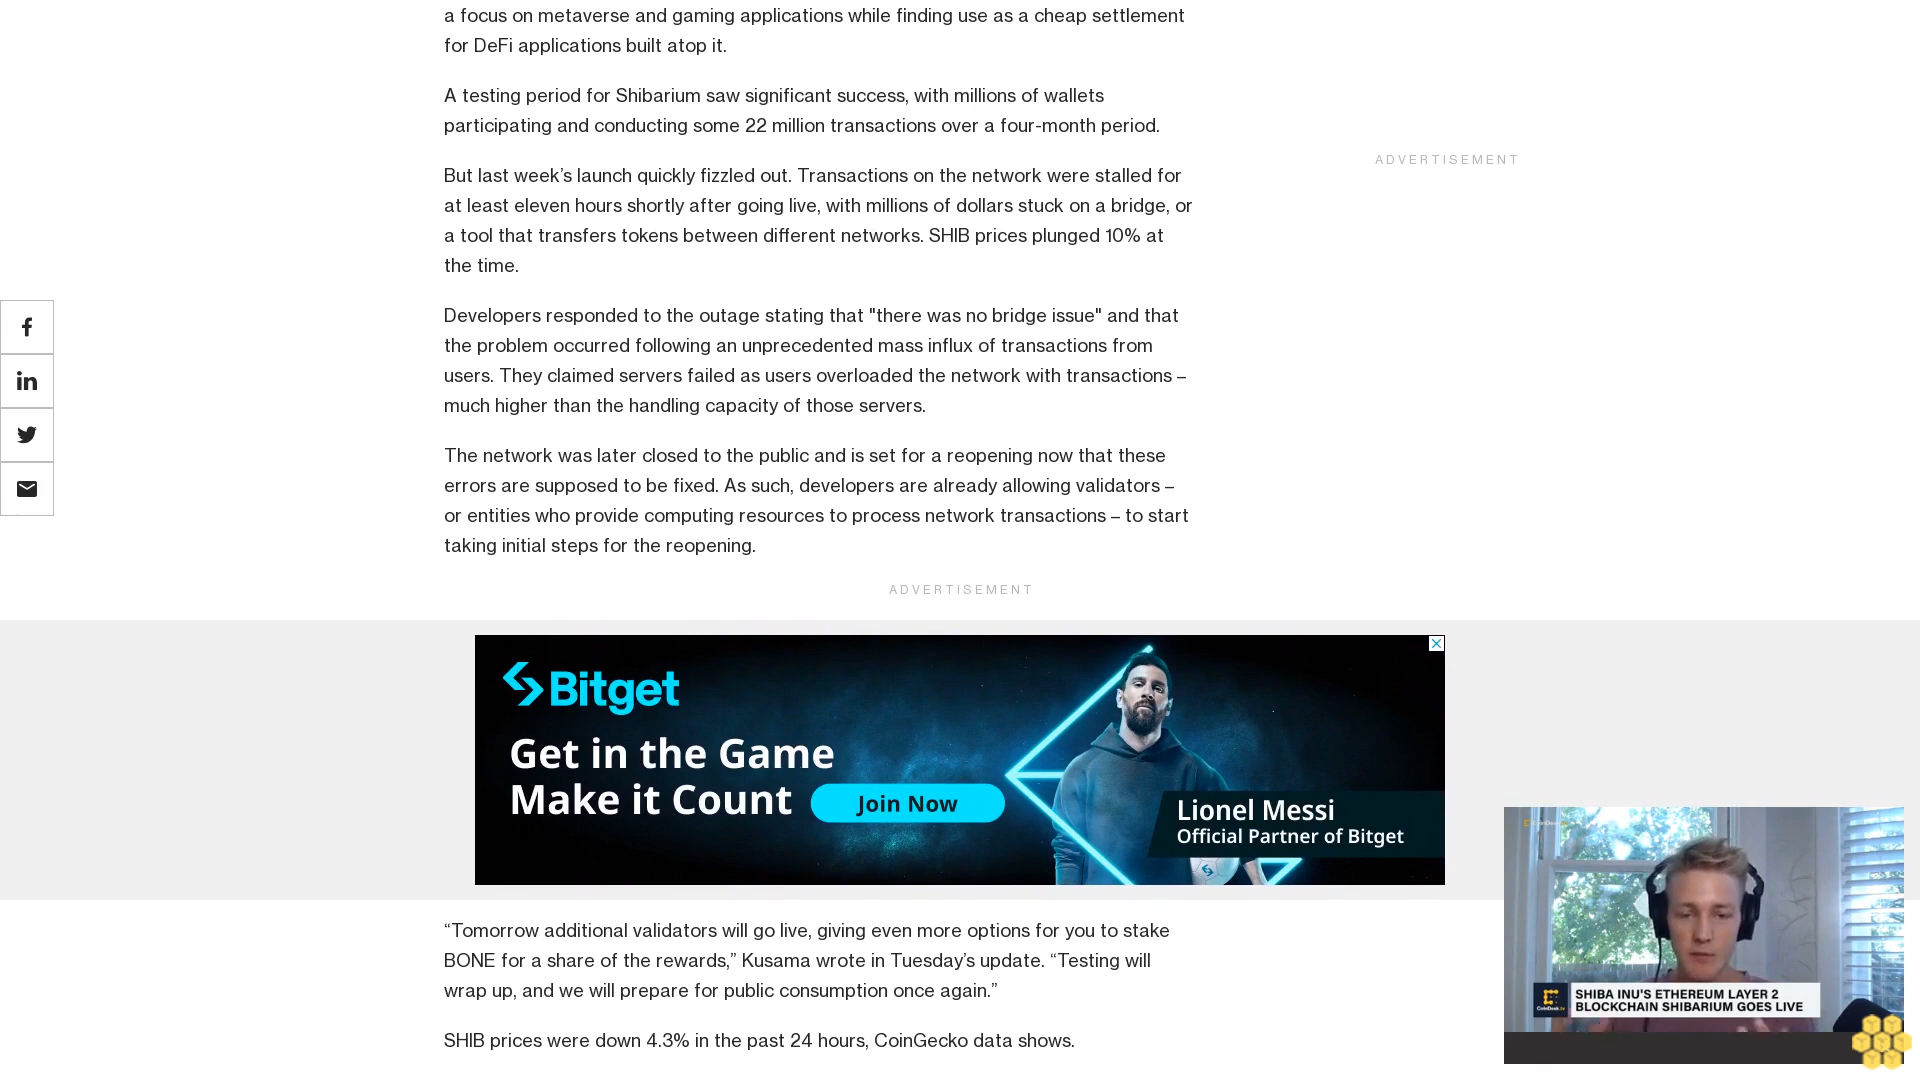 a focus on metaverse and gaming applications while finding use as a cheap settlement
for DeFi applications built atop it.
A testing period for Shibarium saw significant success, with millions of wallets
participating and conducting some 22 million transactions over a four-month period.
ADVERTISEMENT
But last week’s launch quickly fizzled out. Transactions on the network were stalled for
at least eleven hours shortly after going live, with millions of dollars stuck on a bridge, or
a tool that transfers tokens between different networks. SHIB prices plunged 10% at
the time.
Developers responded to the outage stating that "there was no bridge issue" and that
the problem occurred following an unprecedented mass influx of transactions from
users. They claimed servers failed as users overloaded the network with transactions –
much higher than the handling capacity of those servers.
The network was later closed to the public and is set for a reopening now that these
errors are supposed to be fixed. As such, developers are already allowing validators –
or entities who provide computing resources to process network transactions – to start
taking initial steps for the reopening.
ADVERTISEMENT
Bitget
Get in the Game
Make it Count
Join Now
Lionel Messi
Official Partner of Bitget
“Tomorrow additional validators will go live, giving even more options for you to stake
BONE for a share of the rewards,” Kusama wrote in Tuesday’s update. “Testing will
wrap up, and we will prepare for public consumption once again.”
SHIB prices were down 4.3% in the past 24 hours, CoinGecko data shows.
SHIBA INU'S ETHEREUM LAYER 2
BLOCKCHAIN SHIBARIUM GOES LIVE